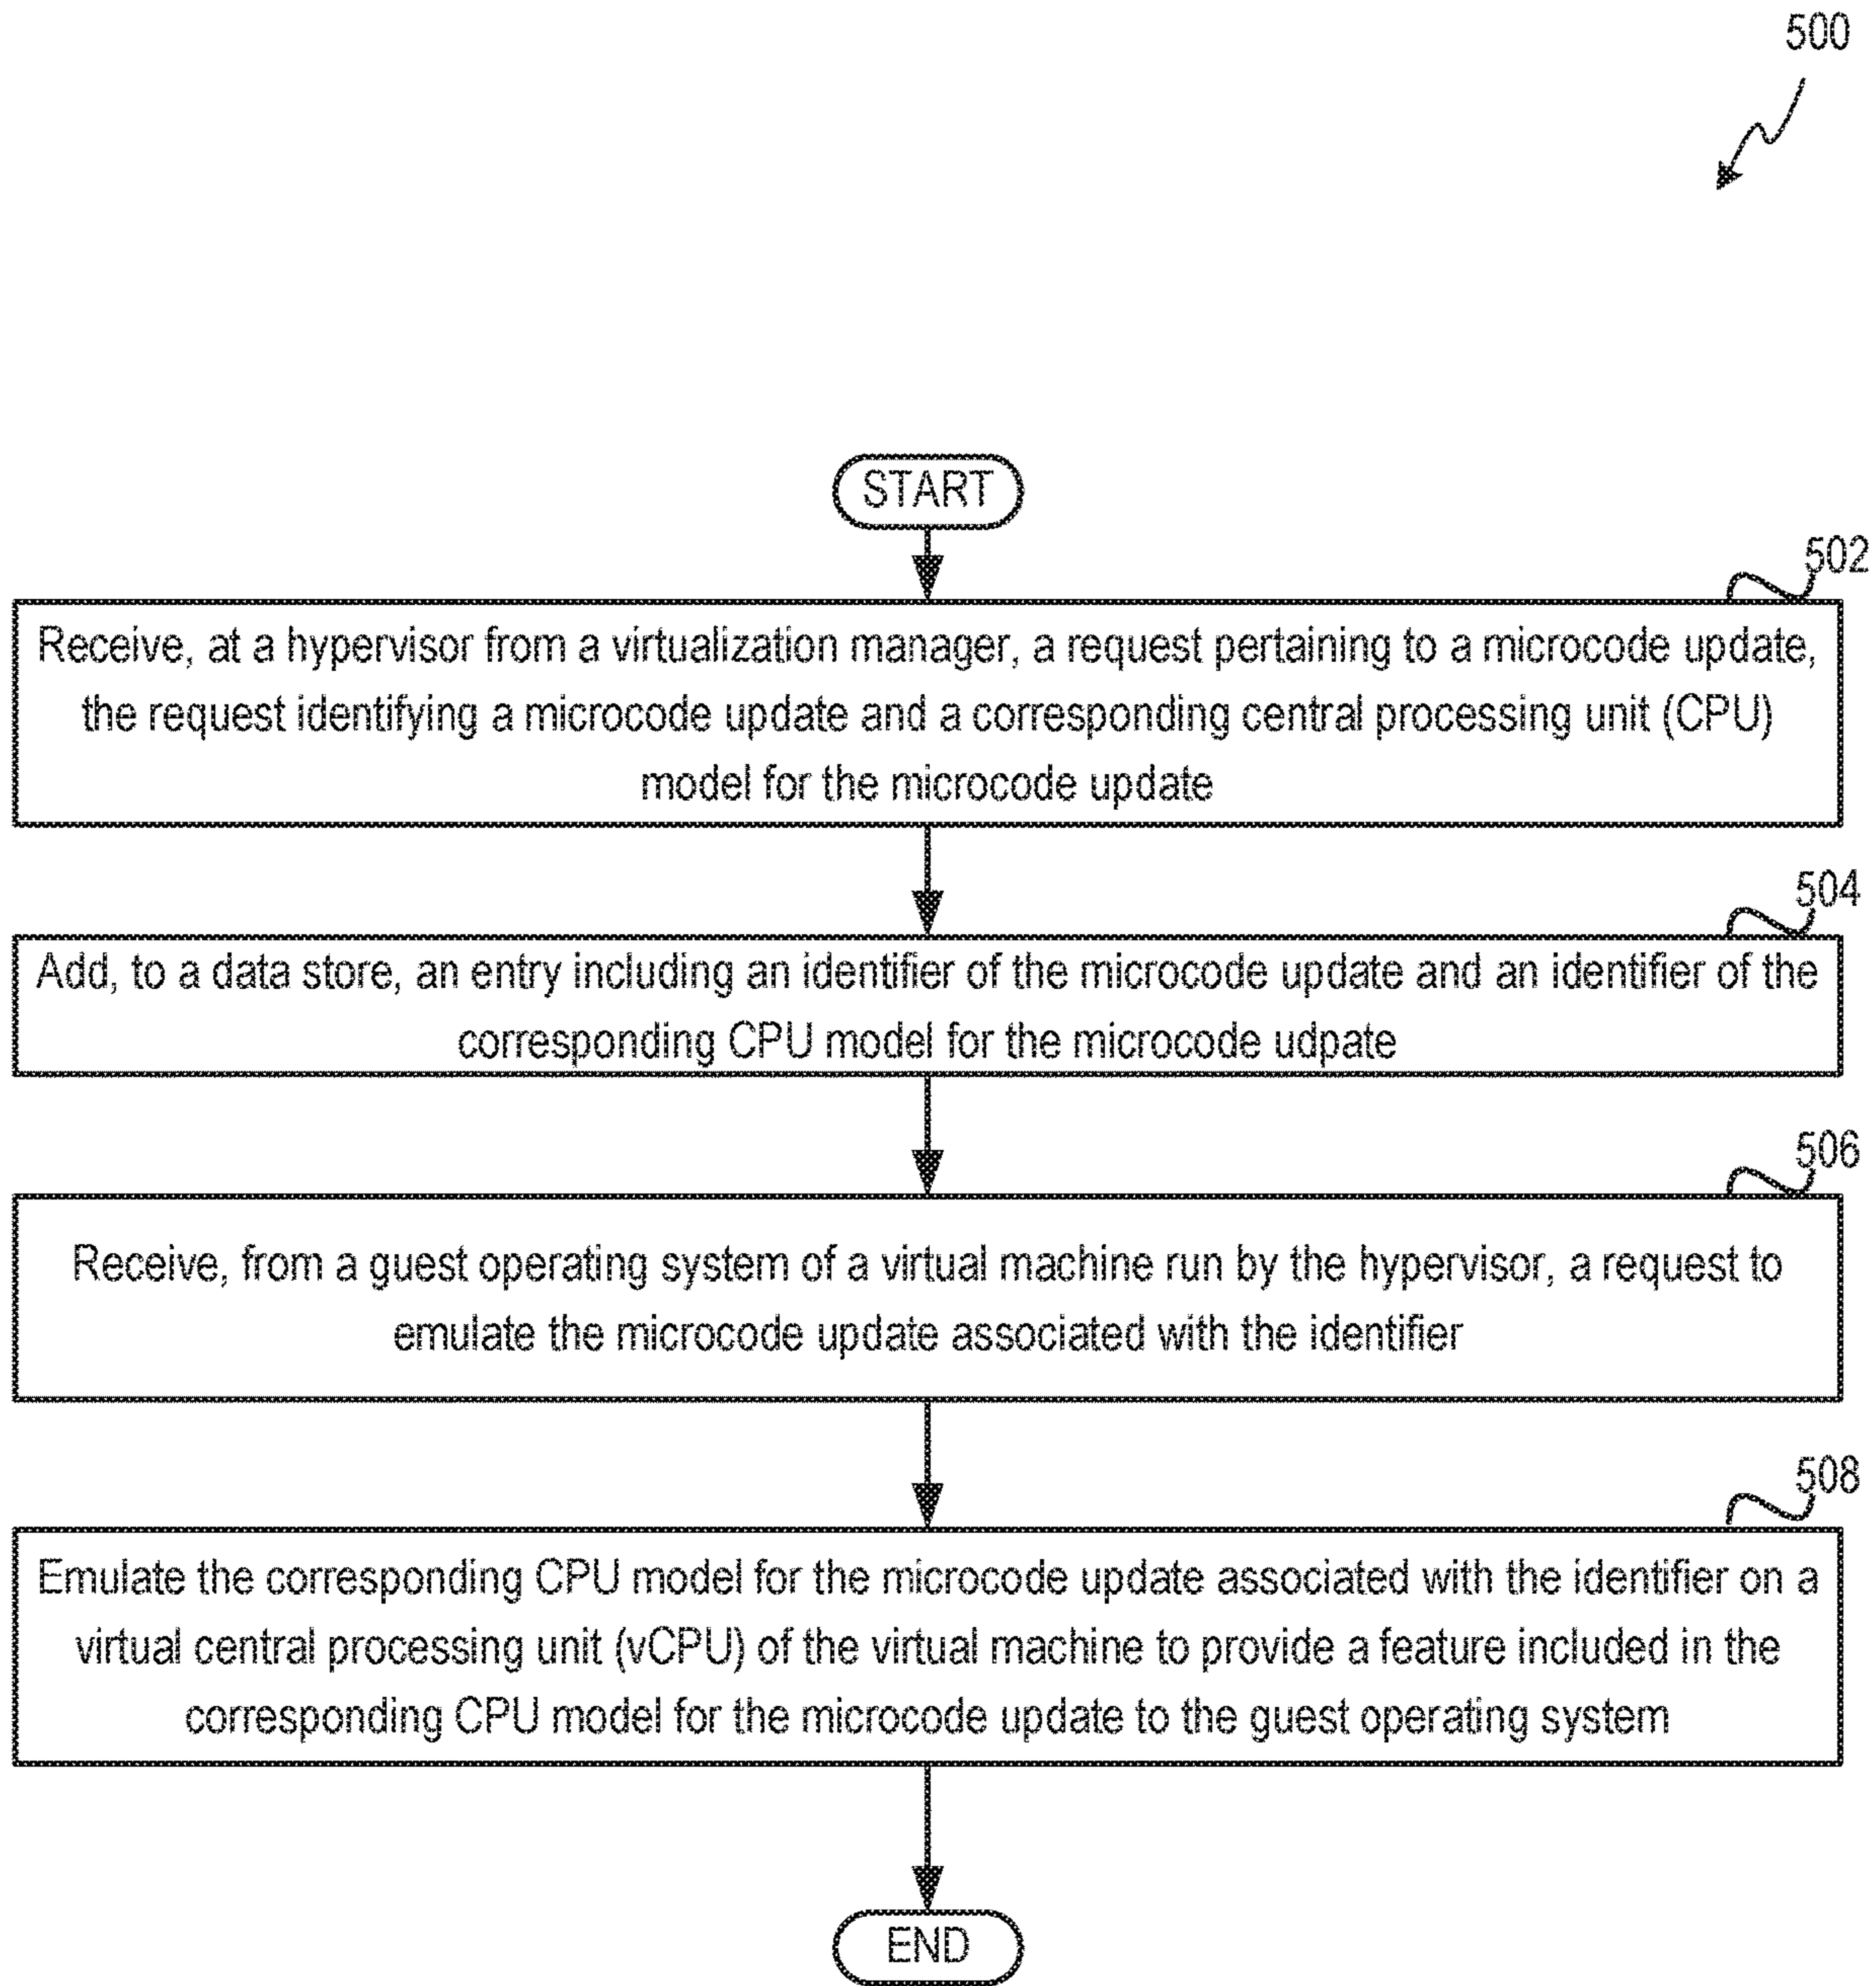 500
START
502
Receive, at a hypervisor from a virtualization manager, a request pertaining to a microcode update,
the request identifying a microcode update and a corresponding central processing unit (CPU)
model for the microcode update
504
Add, to a data store, an entry including an identifier of the microcode update and an identifier of the
corresponding CPU model for the microcode udpate
506
Receive, from a guest operating system of a virtual machine run by the hypervisor, a request to
emulate the microcode update associated with the identifier
508
Emulate the corresponding CPU model for the microcode update associated with the identifier on a
virtual central processing unit (vCPU) of the virtual machine to provide a feature included in the
corresponding CPU model for the microcode update to the guest operating system
END